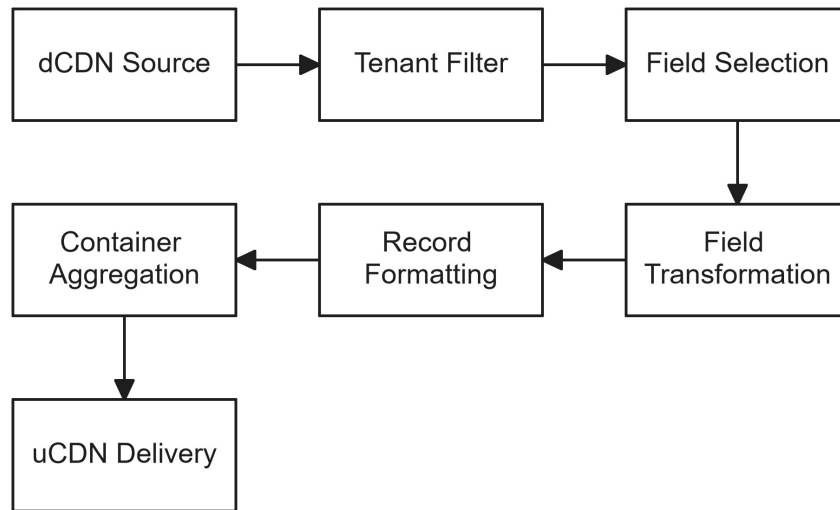 dCDN Source
Tenant Filter
Field Selection
Container
Aggregation
Record
Formatting
Field
Transformation
uCDN Delivery